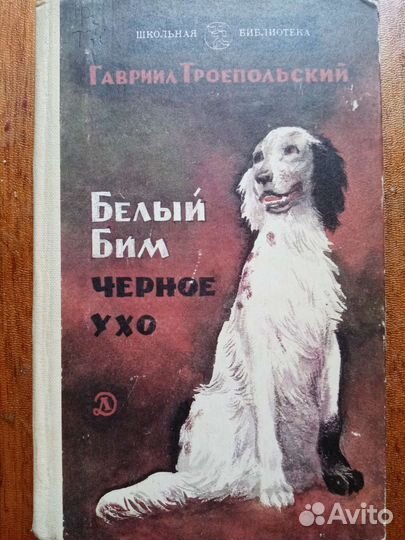 ШКОЛЬНАЯ БИБЛИОТЕКА
ГАВРИИЛ ТРОЕПОЛЬСКИЙ
БЕЛЫЙ
БИМ
ЧЕРНОЕ
УХО
Д
Avito